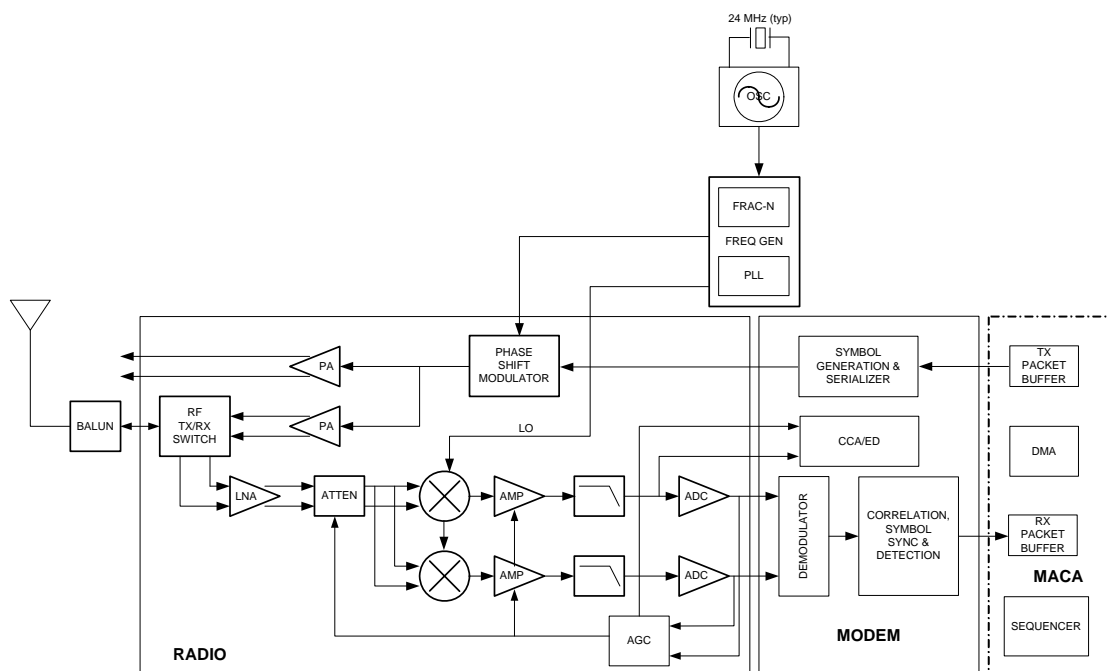 24 MHz (typ)
OSC
FRAC-N
FREQ GEN
PLL
PHASE
SHIFT
MODULATOR
SYMBOL
GENERATION &
SERIALIZER
TX
PACKET
BUFFER
PA
BALUN
RF
TX/RX
SWITCH
PA
LO
CCA/ED
DMA
LNA
ATTEN
AMP
ADC
DEMODULATOR
CORRELATION,
SYMBOL
SYNC &
DETECTION
RX
PACKET
BUFFER
AMP
ADC
MACA
AGC
SEQUENCER
RADIO
MODEM